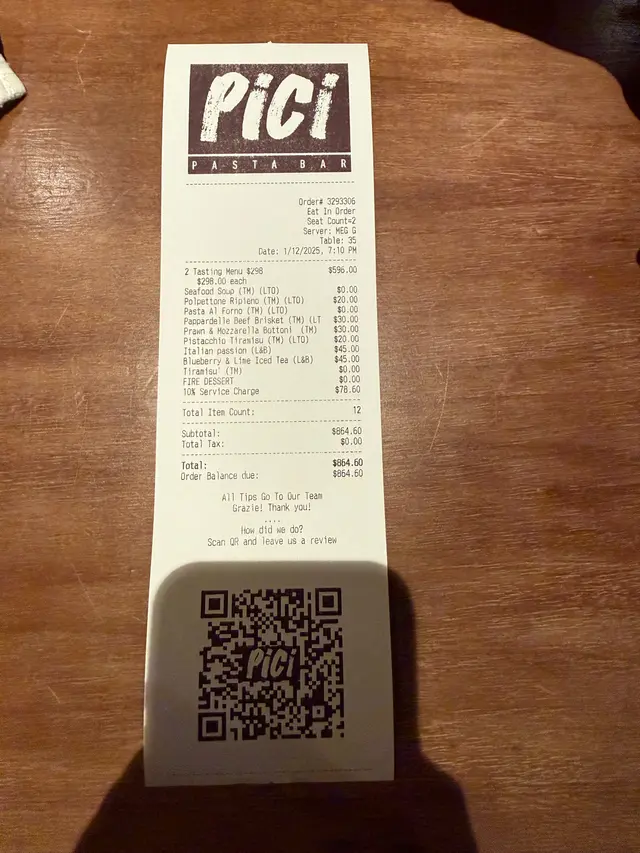 PiCi
PASTA BAR
Order# 3293306
Eat In Order
Seat Count=2
Server: MEG G
Table: 35
Date: 1/12/2025, 7:10 PM
2 Tasting Menu $298 $596.00
$298.00 each
Seafood Soup (TM) (LTO) $0.00
Polpettone Ripieno (TM) (LTO) $20.00
Pasta Al Forno (TM) (LTO) $0.00
Pappardelle Beef Brisket (TM) (LT $30.00
Prawn & Mozzarella Bottoni (TM) $30.00
Pistacchio Tiramisu (TM) (LTO) $20.00
Italian passion (L&B) $45.00
Blueberry & Lime Iced Tea (L&B) $45.00
Tiramisu' (TM) $0.00
FIRE DESSERT $0.00
10% Service Charge $78.60
Total Item Count: 12
Subtotal: $864.60
Total Tax: $0.00
Total: $864.60
Order Balance due: $864.60
All Tips Go To Our Team
Grazie! Thank you!
....
How did we do?
Scan QR and leave us a review
PiCi